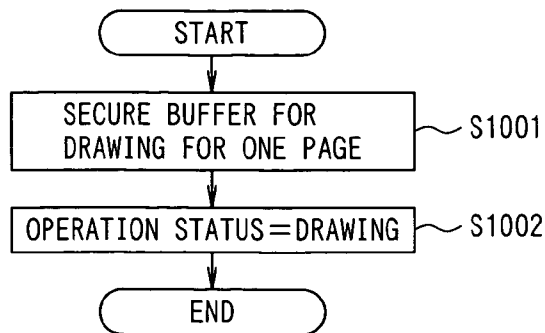 START
SECURE BUFFER FOR
DRAWING FOR ONE PAGE
S1001
OPERATION STATUS=DRAWING
S1002
END